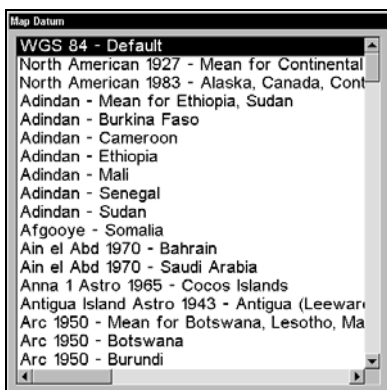 Map Datum
WGS 84 - Default
North American 1927 - Mean for Continental
North American 1983 - Alaska, Canada, Cont
Adindan - Mean for Ethiopia, Sudan
Adindan - Burkina Faso
Adindan - Cameroon
Adindan - Ethiopia
Adindan - Mali
Adindan - Senegal
Adindan - Sudan
Afgooye - Somalia
Ain el Abd 1970 - Bahrain
Ain el Abd 1970 - Saudi Arabia
Anna 1 Astro 1965 - Cocos Islands
Antigua Island Astro 1943 - Antigua (Leeward
Arc 1950 - Mean for Botswana, Lesotho, Ma
Arc 1950 - Botswana
Arc 1950 - Burundi